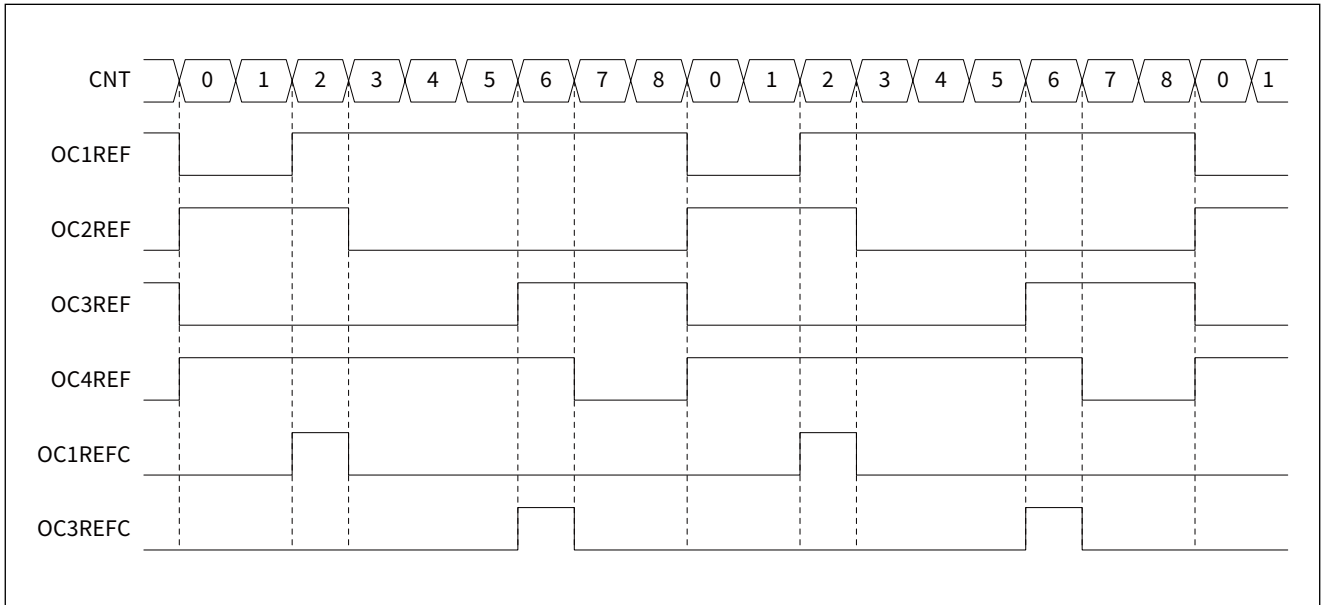 CNT 0 1 2 3 4 5 6 7 8 0 1 2 3 4 5 6 7 8 0 1
OC1REF
OC2REF
OC3REF
OC4REF
OC1REFC
OC3REFC